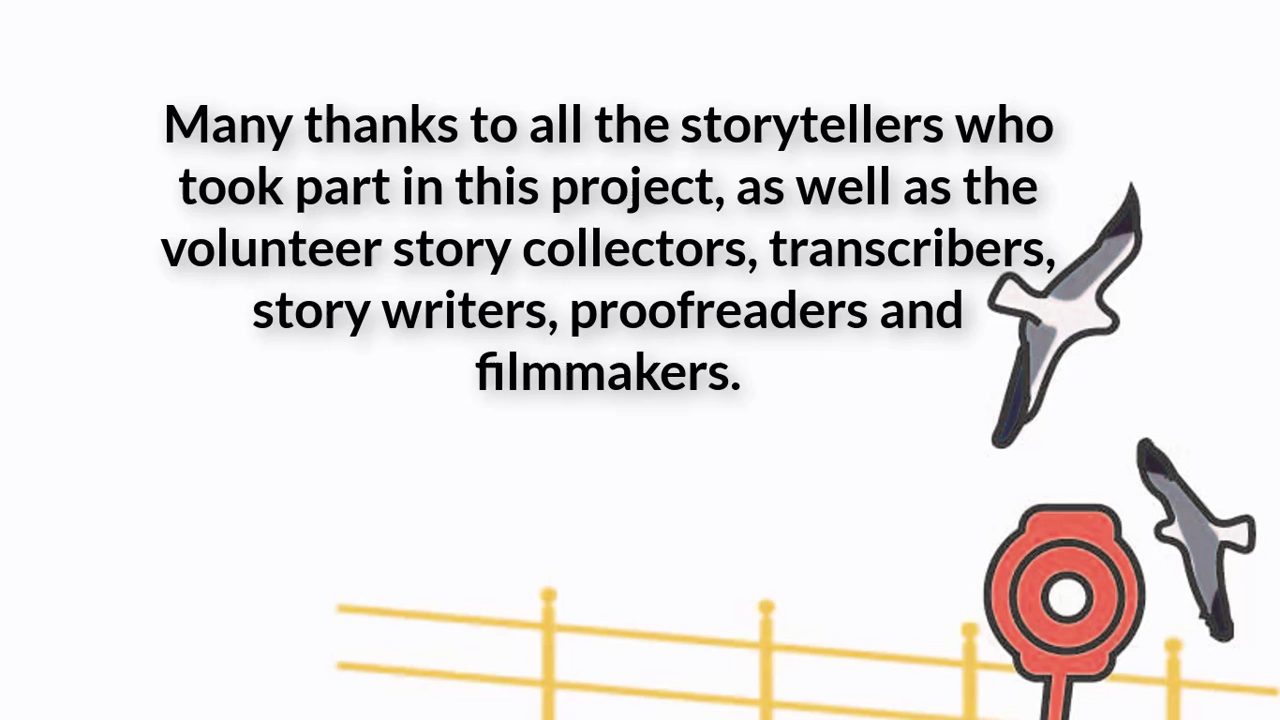 Many thanks to all the storytellers who
took part in this project, as well as the
volunteer story collectors, transcribers,
story writers, proofreaders and
filmmakers.